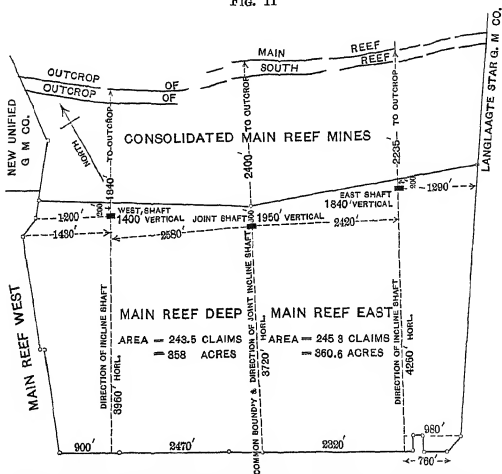 FIG. 11
MAIN REEF
SOUTH REEF
OUTCROP OF
OUTCROP OF
NEW UNIFIED
G M CO.
LANGLAAGTE STAR G. M CO.
NORTH
CONSOLIDATED MAIN REEF MINES
1840' TO OUTCROP
2400' TO OUTCROP
2235' TO OUTCROP
200'
EAST SHAFT
1840' VERTICAL
1290'
1200'
WEST SHAFT
1400 VERTICAL
JOINT SHAFT
1950' VERTICAL
1430'
2580'
2420'
MAIN REEF WEST
MAIN REEF DEEP
AREA = 243.5 CLAIMS
= 358 ACRES
MAIN REEF EAST
AREA = 245 3 CLAIMS
= 360.6 ACRES
DIRECTION OF INCLINE SHAFT
3960' HORL.
COMMON BOUNDY & DIRECTION OF JOINT INCLINE SHAFT
3720' HORL.
DIRECTION OF INCLINE SHAFT
4260' HORL.
900'
2470'
2320'
980'
760'